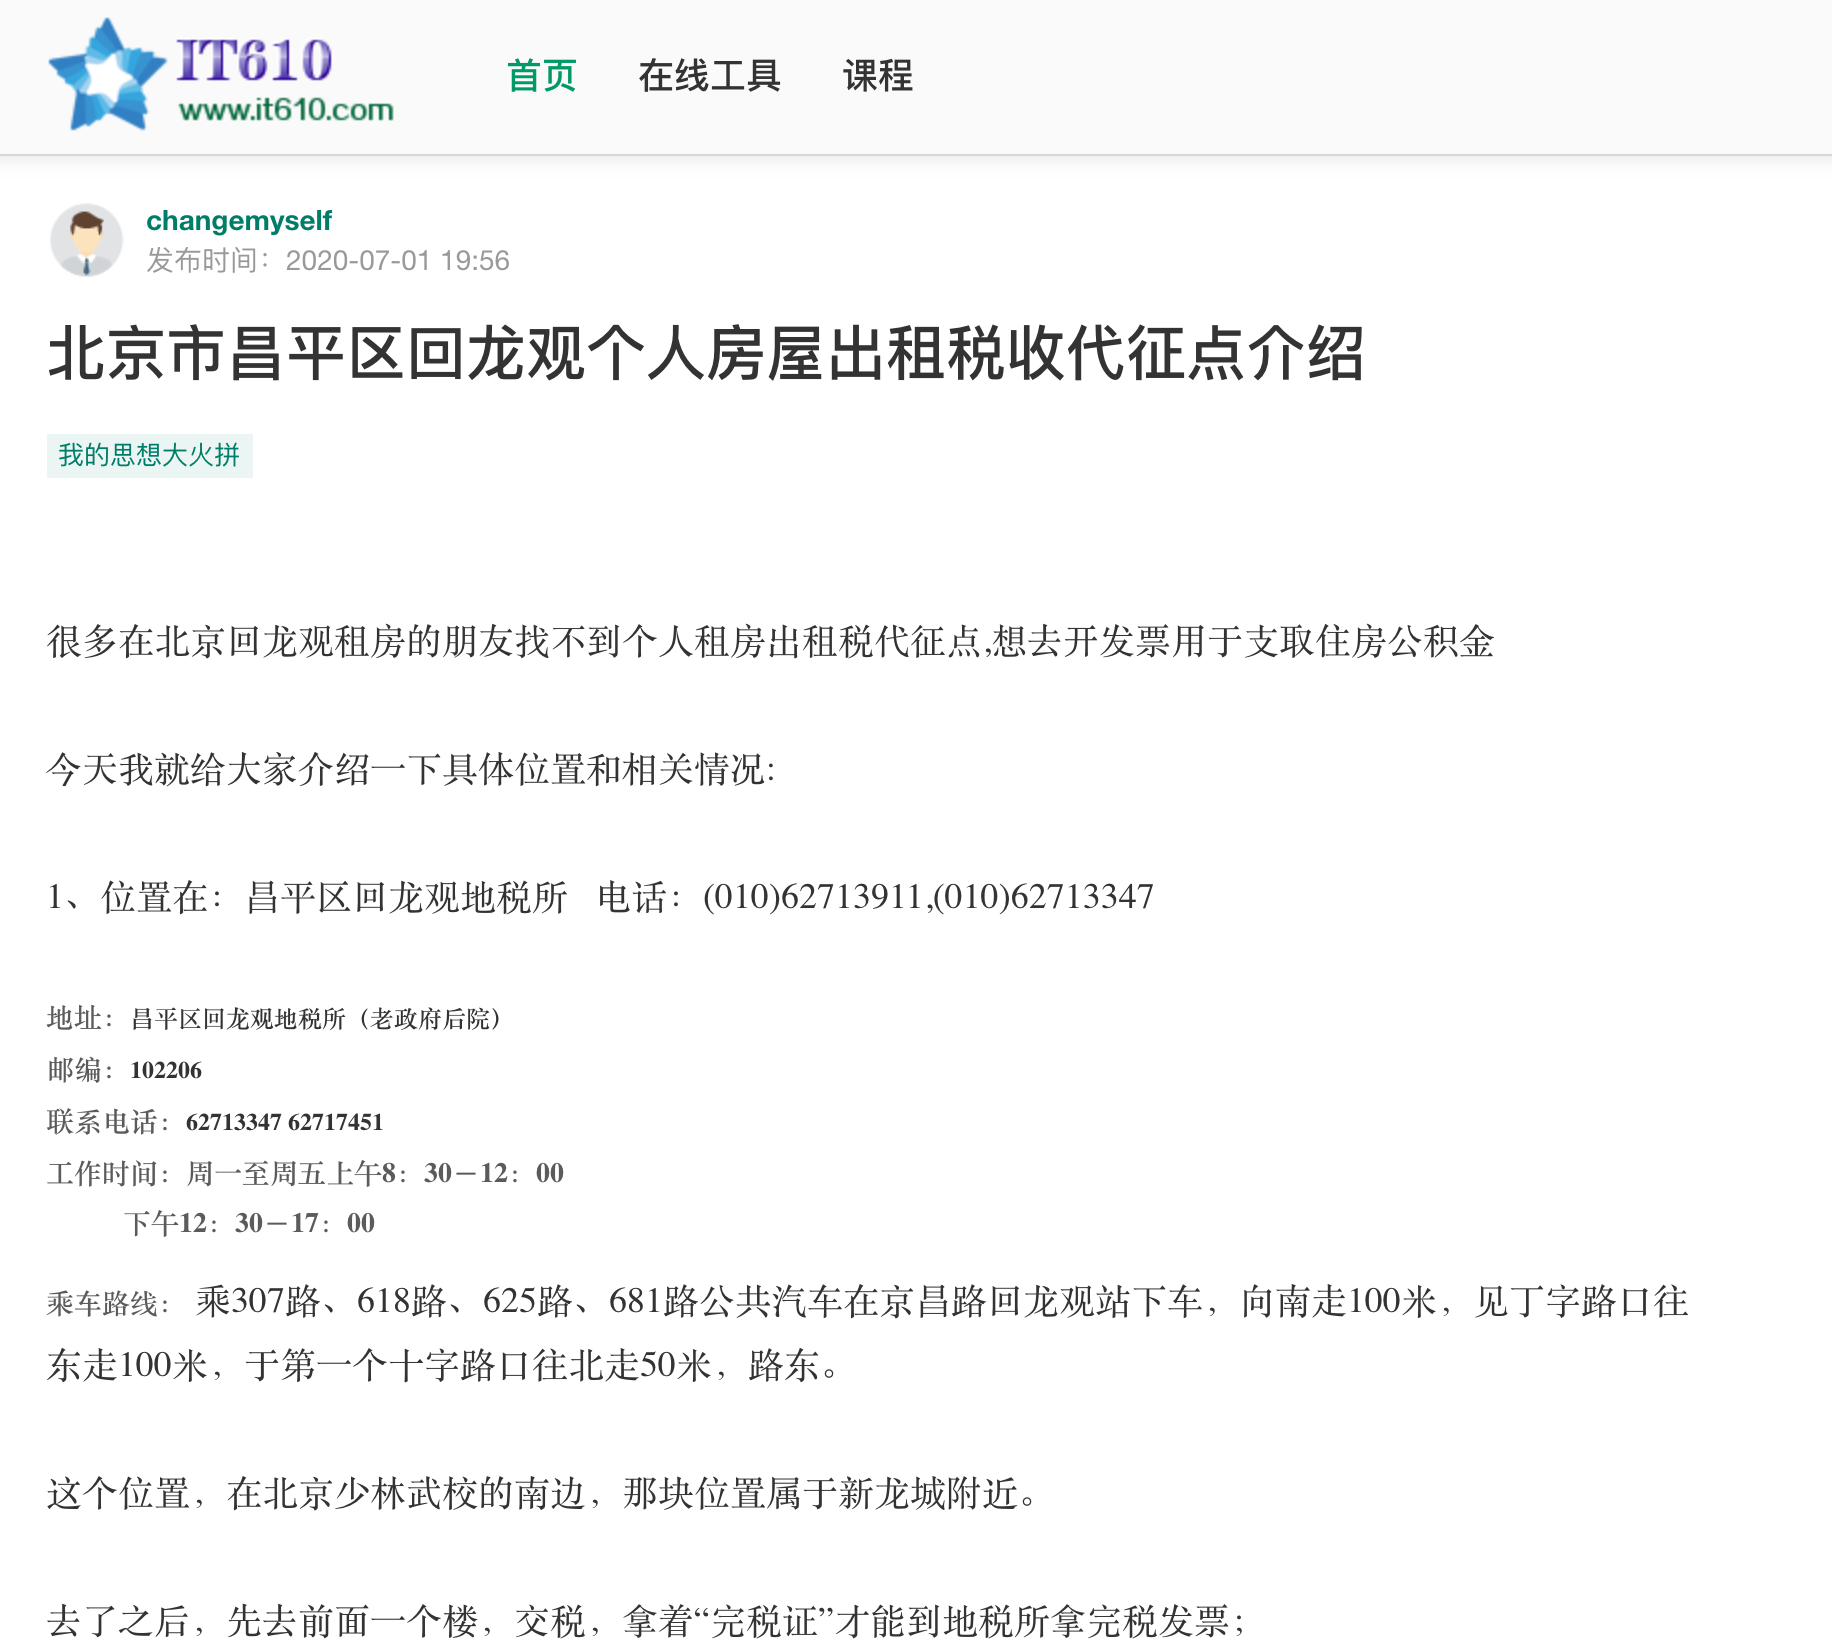 IT610
www.it610.com
首页 在线工具 课程
changemyself
发布时间：2020-07-01 19:56
北京市昌平区回龙观个人房屋出租税收代征点介绍
我的思想大火拼
很多在北京回龙观租房的朋友找不到个人租房出租税代征点,想去开发票用于支取住房公积金
今天我就给大家介绍一下具体位置和相关情况:
1、位置在：昌平区回龙观地税所 电话：(010)62713911,(010)62713347
地址：昌平区回龙观地税所（老政府后院）
邮编：102206
联系电话：62713347 62717451
工作时间：周一至周五上午8：30－12：00
下午12：30－17：00
乘车路线： 乘307路、618路、625路、681路公共汽车在京昌路回龙观站下车，向南走100米，见丁字路口往
东走100米，于第一个十字路口往北走50米，路东。
这个位置，在北京少林武校的南边，那块位置属于新龙城附近。
去了之后，先去前面一个楼，交税，拿着“完税证”才能到地税所拿完税发票；